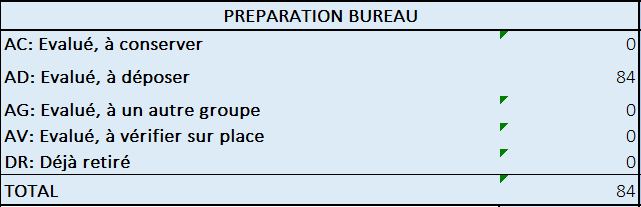 PREPARATION BUREAU
AC: Evalué, à conserver 0
AD: Evalué, à déposer 84
AG: Evalué, à un autre groupe 0
AV: Evalué, à vérifier sur place 0
DR: Déjà retiré 0
TOTAL 84